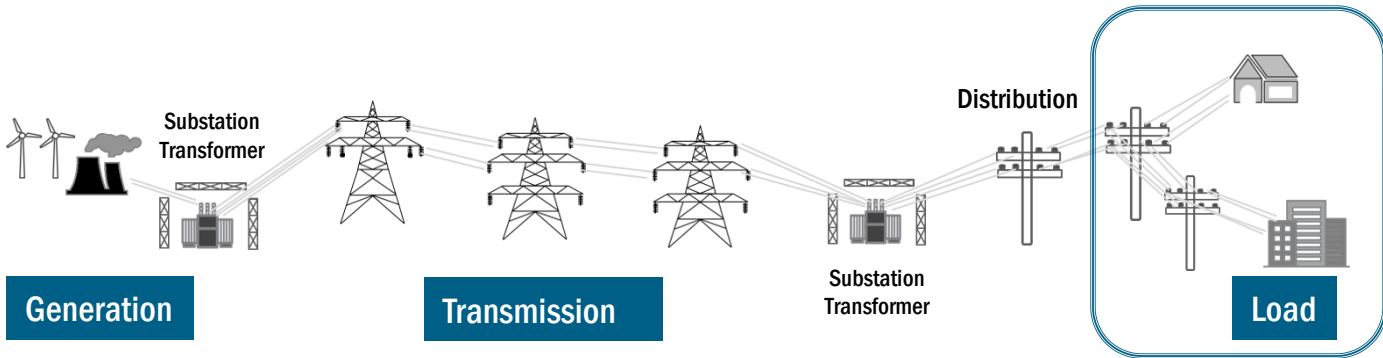 Substation
Transformer
Distribution
Substation
Transformer
Generation
Transmission
Load